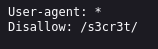 User-agent: *
Disallow: /s3cr3t/